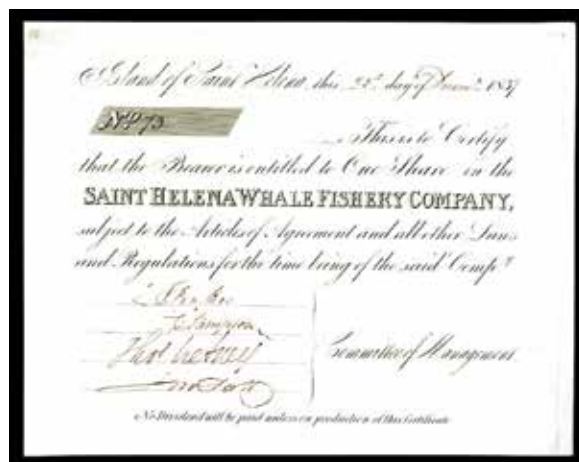 Island of Saint Helena this 22d day of 1837
No 73
This is to Certify
that the Bearer is entitled to One Share in the
SAINT HELENA WHALE FISHERY COMPANY,
subject to the Articles of Agreement and all other Laws
and Regulations for the time being of the said Compy
Committee of Management
No Dividend will be paid unless on production of this Certificate